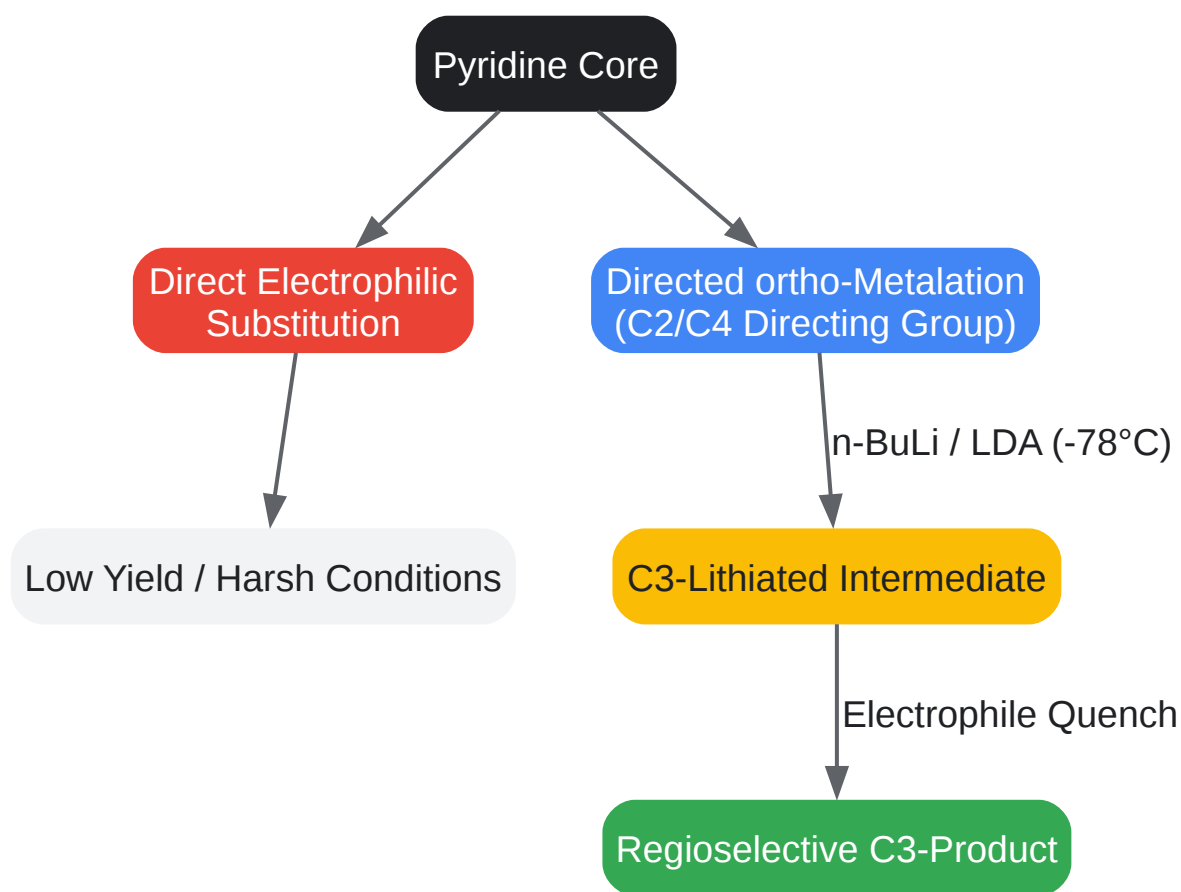 Pyridine Core
Direct Electrophilic
Substitution
Directed ortho-Metalation
(C2/C4 Directing Group)
n-BuLi / LDA (-78°C)
Low Yield / Harsh Conditions
C3-Lithiated Intermediate
Electrophile Quench
Regioselective C3-Product